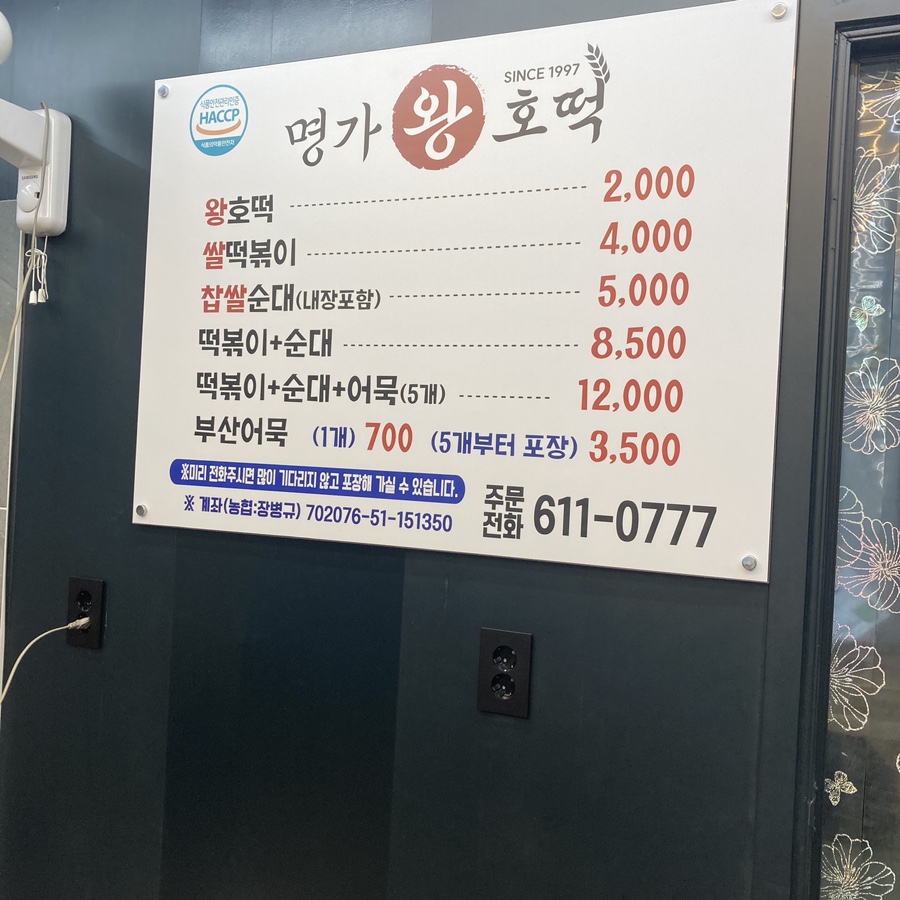 식품안전관리인증
HACCP
식품의약품안전처
SINCE 1997
명가 왕 호떡
왕호떡 2,000
쌀떡볶이 4,000
찹쌀순대(내장포함) 5,000
떡볶이+순대 8,500
떡볶이+순대+어묵(5개) 12,000
부산어묵 (1개) 700 (5개부터 포장) 3,500
※미리 전화주시면 많이 기다리지 않고 포장해 가실 수 있습니다.
※ 계좌(농협:장병규) 702076-51-151350
주문전화 611-0777
SAMSUNG